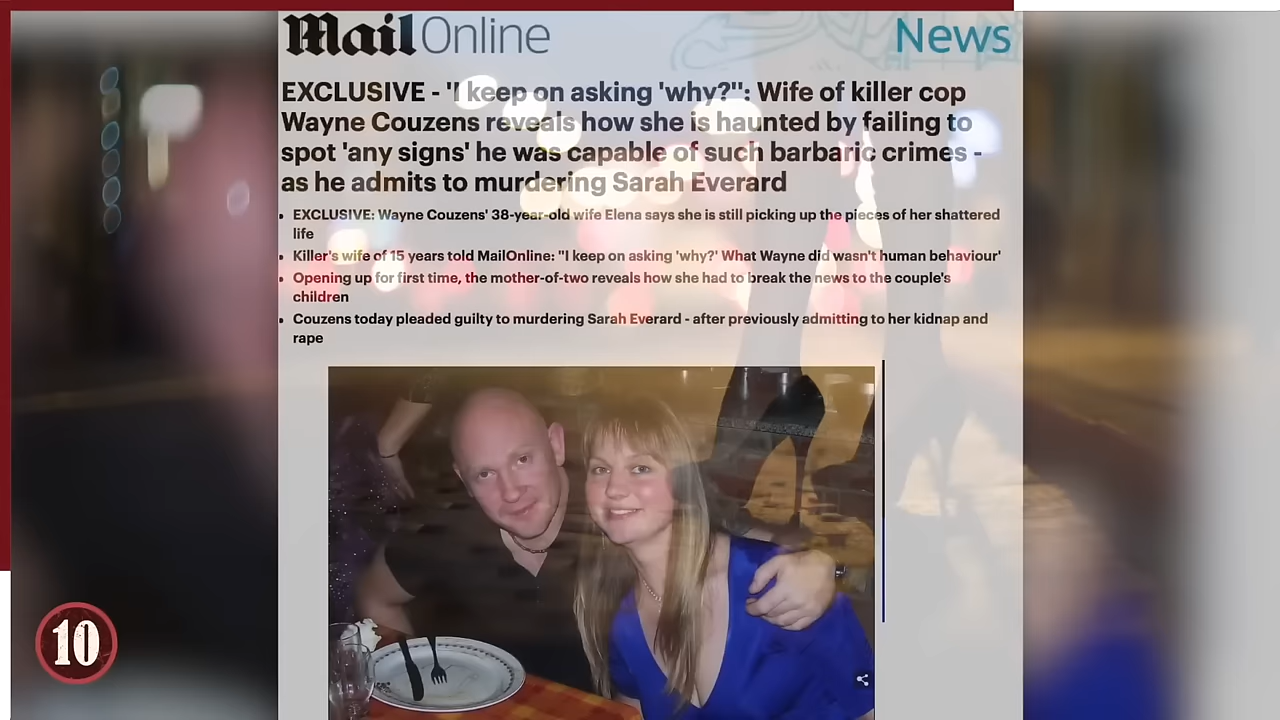 Mail Online News
EXCLUSIVE - "I keep on asking 'why?": Wife of killer cop
Wayne Couzens reveals how she is haunted by failing to
spot 'any signs' he was capable of such barbaric crimes -
as he admits to murdering Sarah Everard
• EXCLUSIVE: Wayne Couzens' 38-year-old wife Elena says she is still picking up the pieces of her shattered
life
• Killer's wife of 15 years told MailOnline: "I keep on asking 'why?' What Wayne did wasn't human behaviour'
• Opening up for first time, the mother-of-two reveals how she had to break the news to the couple's
children
• Couzens today pleaded guilty to murdering Sarah Everard - after previously admitting to her kidnap and
rape
10